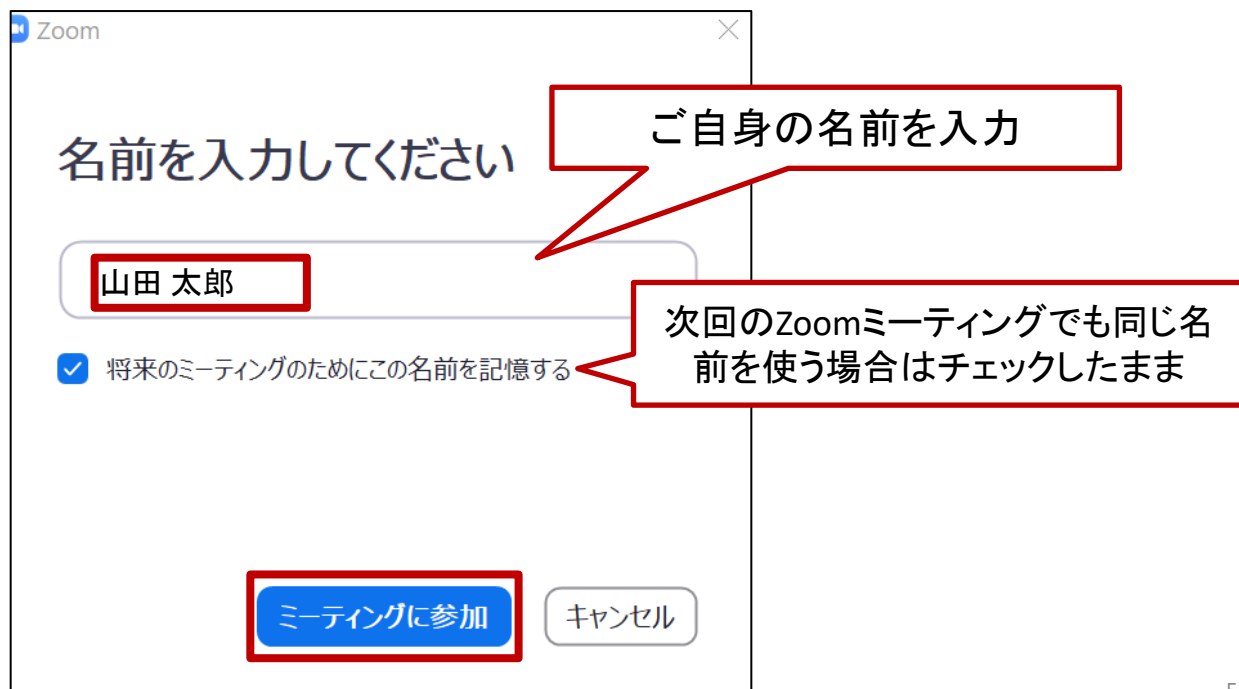 Zoom
ご自身の名前を入力
名前を入力してください
山田 太郎
次回のZoomミーティングでも同じ名
前を使う場合はチェックしたまま
将来のミーティングのためにこの名前を記憶する
ミーティングに参加
キャンセル